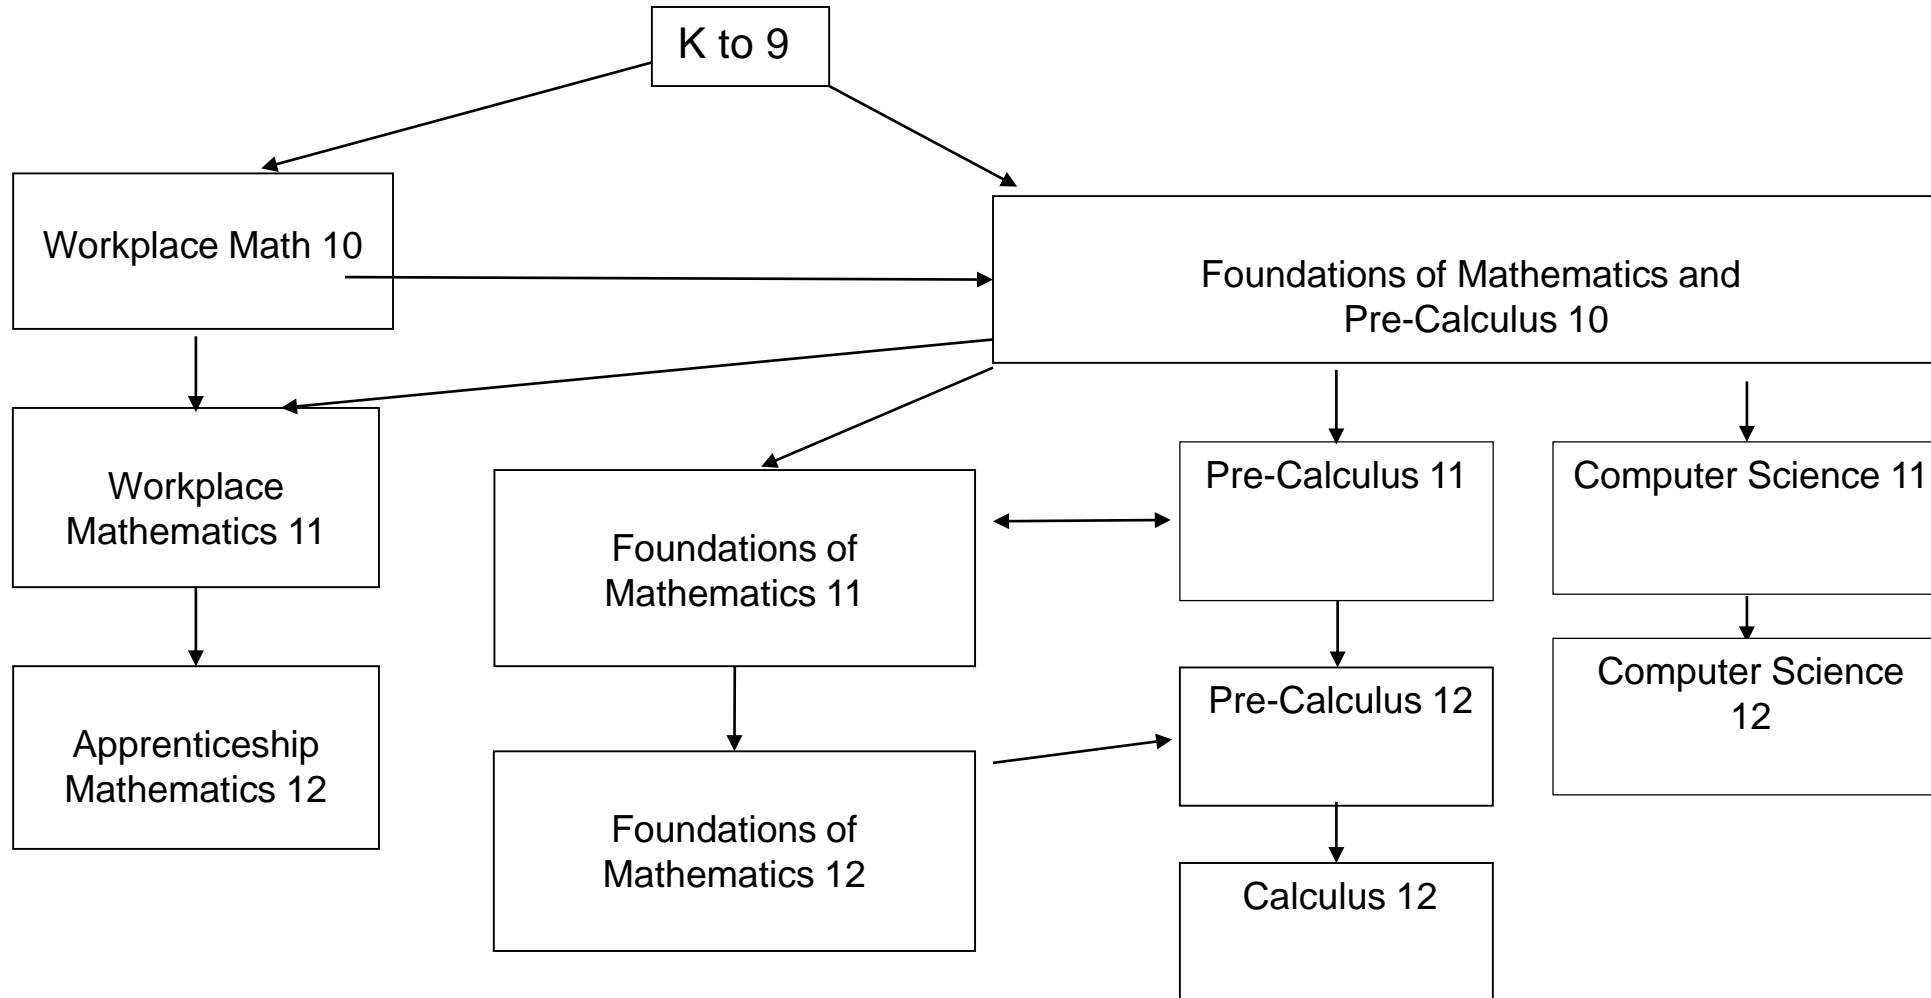 K to 9
Workplace Math 10
Foundations of Mathematics and
Pre-Calculus 10
Workplace
Mathematics 11
Foundations of
Mathematics 11
Pre-Calculus 11
Computer Science 11
Apprenticeship
Mathematics 12
Foundations of
Mathematics 12
Pre-Calculus 12
Computer Science
12
Calculus 12